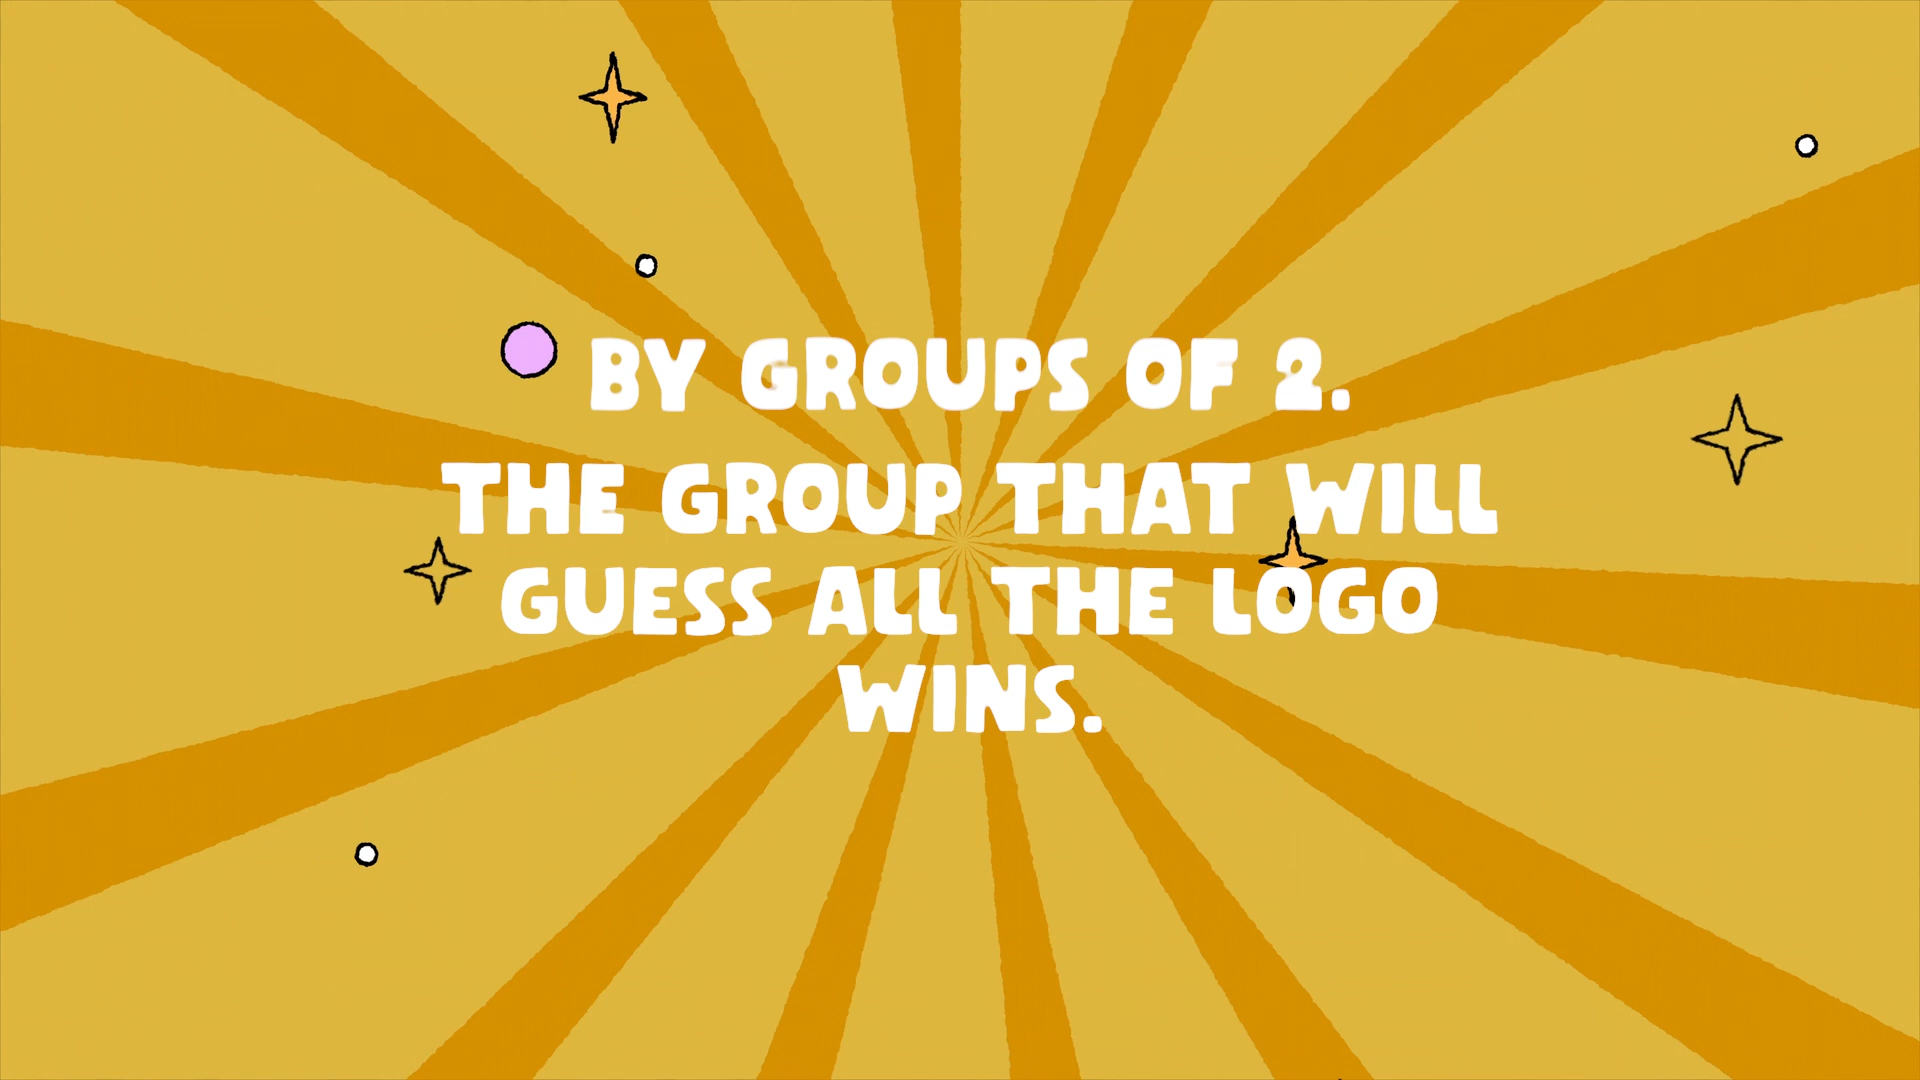 BY GROUPS OF 2.
THE GROUP THAT WILL
GUESS ALL THE LOGO
WINS.